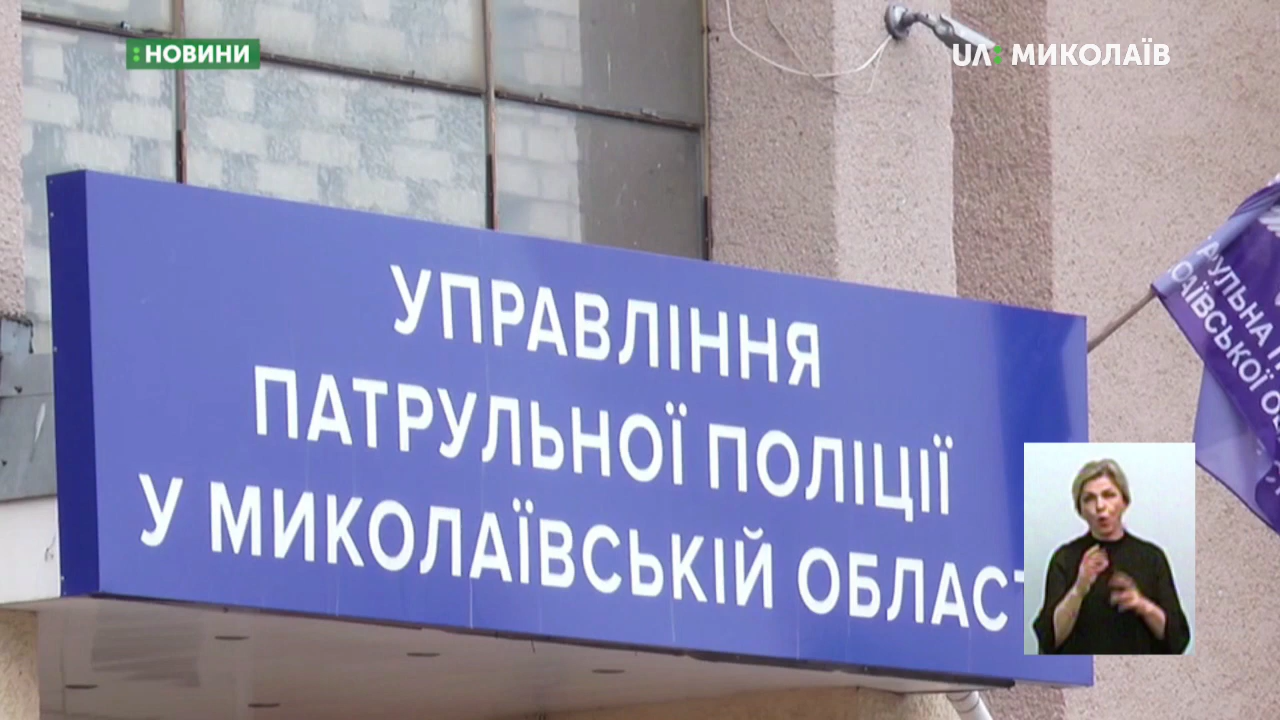 :НОВИНИ
UA: МИКОЛАЇВ
УПРАВЛІННЯ
ПАТРУЛЬНОЇ ПОЛІЦІЇ
У МИКОЛАЇВСЬКІЙ ОБЛАСТ